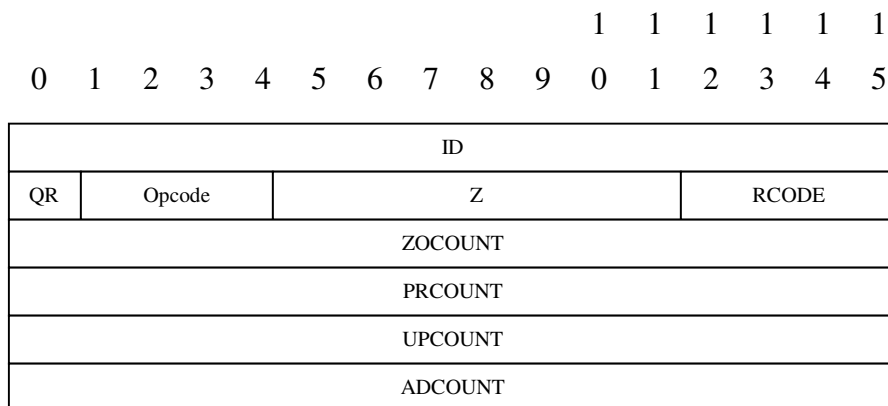 1 1 1 1 1 1
0 1 2 3 4 5 6 7 8 9 0 1 2 3 4 5
ID
QR Opcode Z RCODE
ZOCOUNT
PRCOUNT
UPCOUNT
ADCOUNT